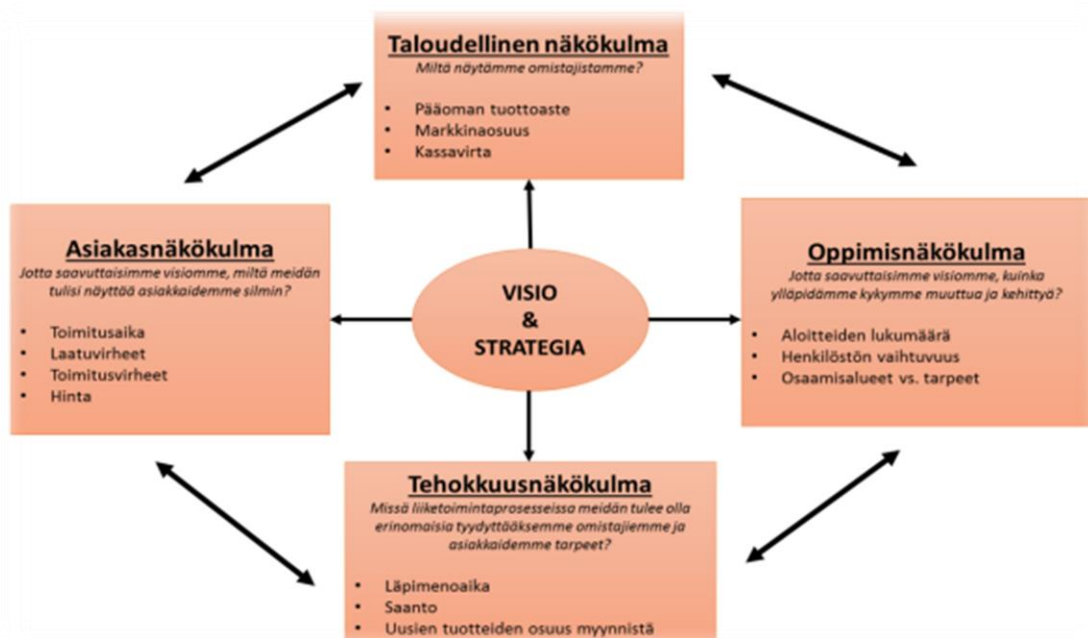 Taloudellinen näkökulma
Miltä näytämme omistajistamme?
• Pääoman tuottoaste
• Markkinaosuus
• Kassavirta
Asiakasnäkökulma
Jotta saavuttaisimme visiomme, miltä meidän
tulisi näyttää asiakkaidemme silmin?
• Toimitusaika
• Laatuvirheet
• Toimitusvirheet
• Hinta
VISIO
&
STRATEGIA
Oppimisnäkökulma
Jotta saavuttaisimme visiomme, kuinka
ylläpidämme kykymme muuttua ja kehittyä?
• Aloitteiden lukumäärä
• Henkilöstön vaihtuvuus
• Osaamisalueet vs. tarpeet
Tehokkuusnäkökulma
Missä liiketoimintaprosesseissa meidän tulee olla
erinomaisia tyydyttääksemme omistajiemme ja
asiakkaidemme tarpeet?
• Läpimenoaika
• Saanto
• Uusien tuotteiden osuus myynnistä